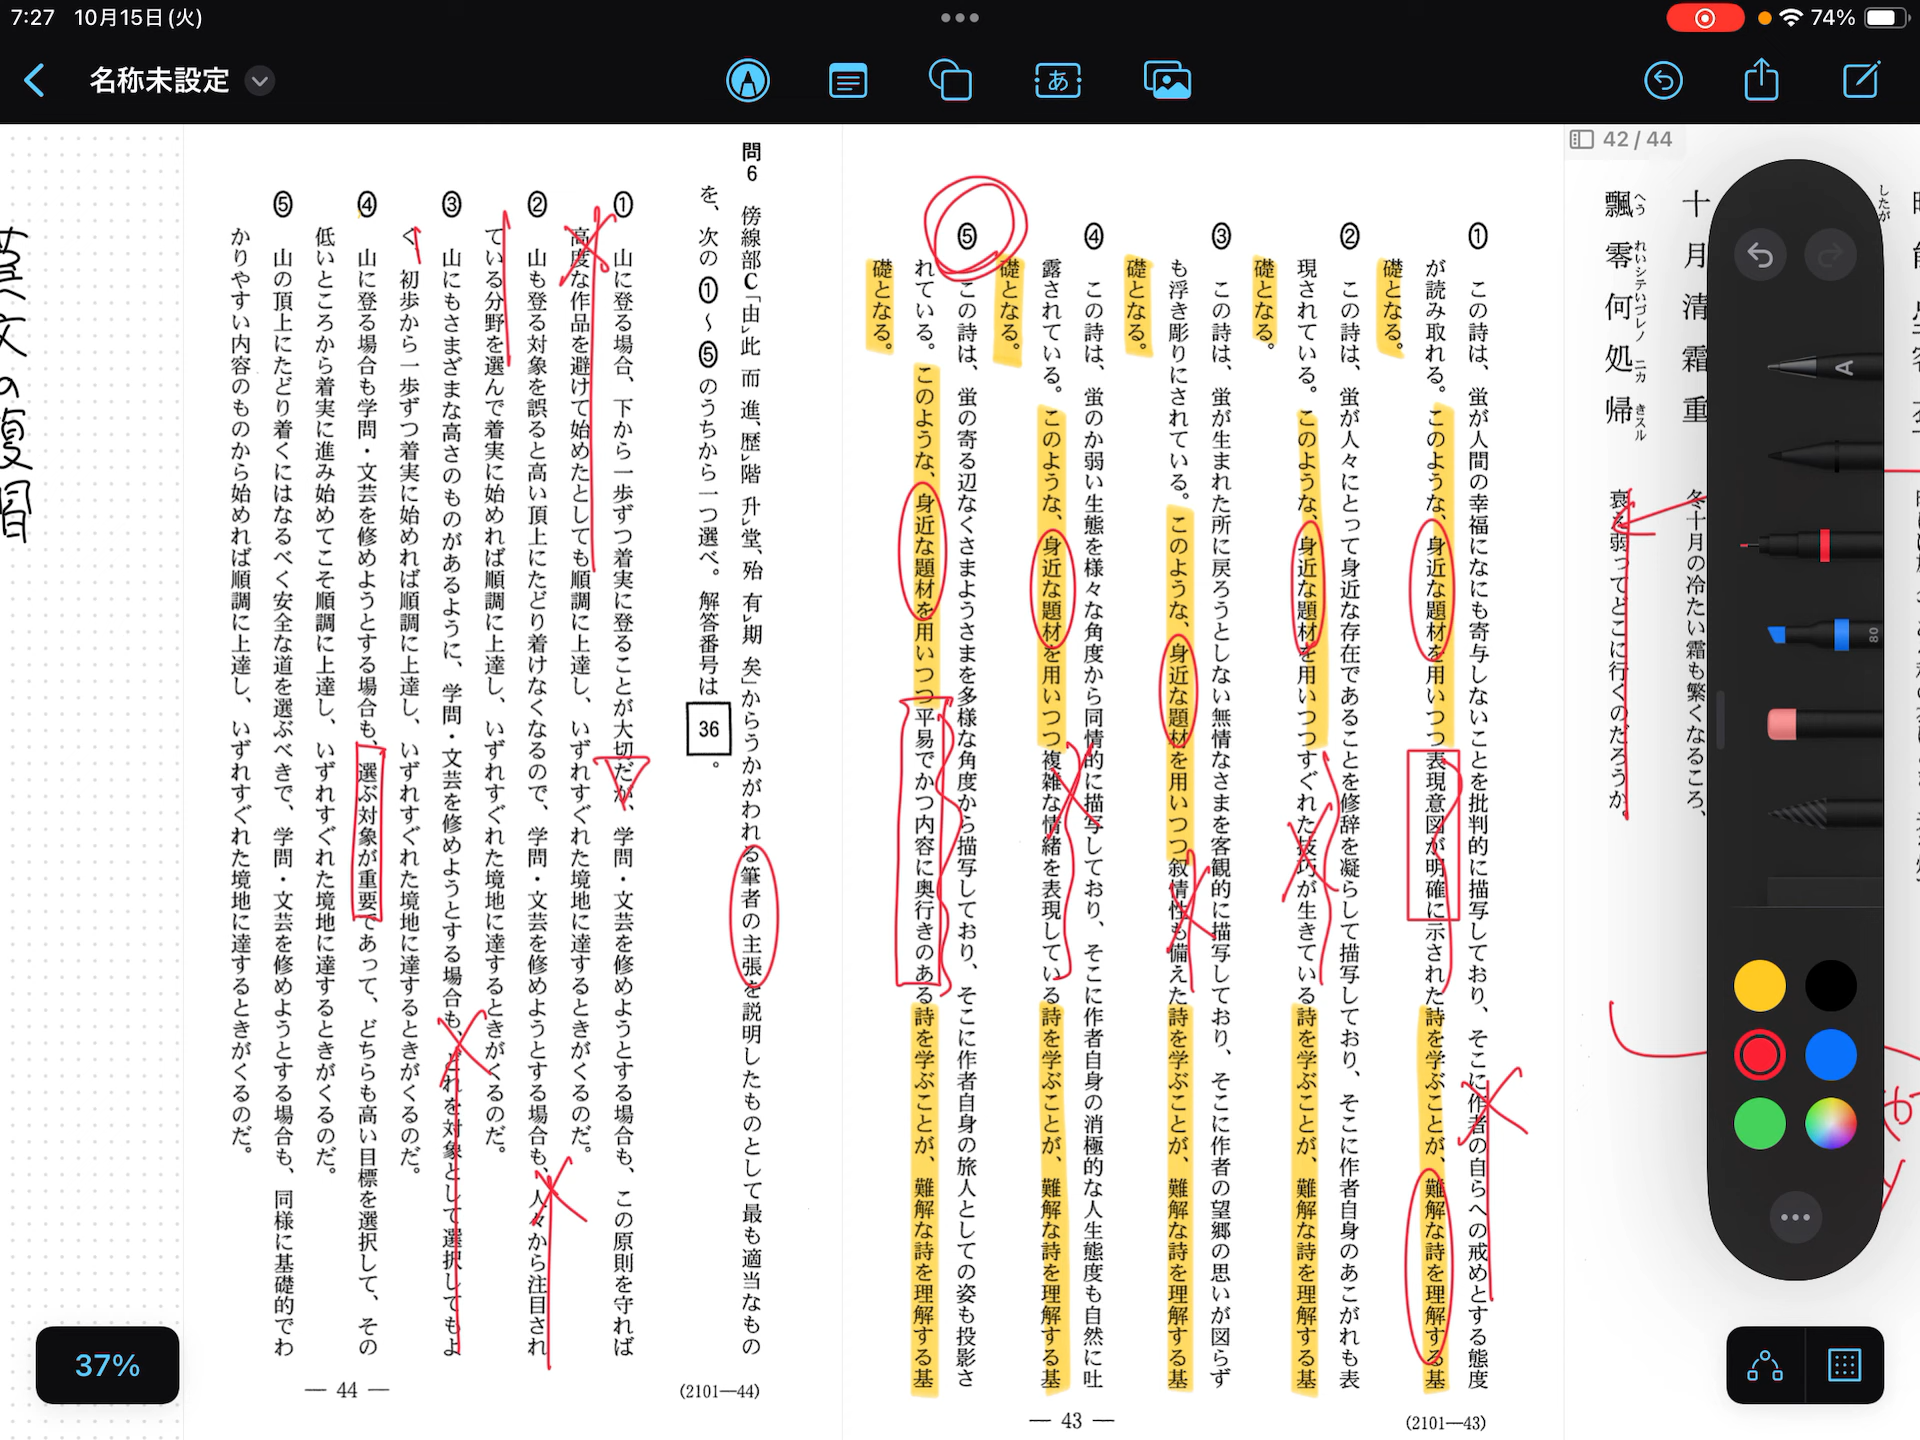 7:27 10月15日(火)
74%
名称未設定
あ
42 / 44
十月清霜重
飄零何処帰
へう れいシテ いづレノ ニカ きスル
したが
冬十月の冷たい霜も繁くなるころ、
衰え弱ってどこに行くのだろうか。
① この詩は、蛍が人間の幸福になにも寄与しないことを批判的に描写しており、そこに作者の自らへの戒めとする態度
が読み取れる。このような、身近な題材を用いつつ表現意図が明確に示された詩を学ぶことが、難解な詩を理解する基
礎となる。
② この詩は、蛍が人々にとって身近な存在であることを修辞を凝らして描写しており、そこに作者自身のあこがれも表
現されている。このような、身近な題材を用いつつすぐれた技巧が生きている詩を学ぶことが、難解な詩を理解する基
礎となる。
③ この詩は、蛍が生まれた所に戻ろうとしない無情なさまを客観的に描写しており、そこに作者の望郷の思いが図らず
も浮き彫りにされている。このような、身近な題材を用いつつ叙情性も備えた詩を学ぶことが、難解な詩を理解する基
礎となる。
④ この詩は、蛍のか弱い生態を様々な角度から同情的に描写しており、そこに作者自身の消極的な人生態度も自然に吐
露されている。このような、身近な題材を用いつつ複雑な情緒を表現している詩を学ぶことが、難解な詩を理解する基
礎となる。
⑤ この詩は、蛍の寄る辺なくさまようさまを多様な角度から描写しており、そこに作者自身の旅人としての姿も投影さ
れている。このような、身近な題材を用いつつ平易でかつ内容に奥行きのある詩を学ぶことが、難解な詩を理解する基
礎となる。
— 43 —
(2101—43)
問6 傍線部C「由レ此 而 進、歴レ階 升レ堂、殆 有レ期 矣」からうかがわれる筆者の主張を説明したものとして最も適当なもの
を、次の①～⑤のうちから一つ選べ。解答番号は 36 。
① 山に登る場合、下から一歩ずつ着実に登ることが大切だが、学問・文芸を修めようとする場合も、この原則を守れば
高度な作品を避けて始めたとしても順調に上達し、いずれすぐれた境地に達するときがくるのだ。
② 山も登る対象を誤ると高い頂上にたどり着けなくなるので、学問・文芸を修めようとする場合も、人々から注目され
ている分野を選んで着実に始めれば順調に上達し、いずれすぐれた境地に達するときがくるのだ。
③ 山にもさまざまな高さのものがあるように、学問・文芸を修めようとする場合も、どれを対象として選択してもよ
く、初歩から一歩ずつ着実に始めれば順調に上達し、いずれすぐれた境地に達するときがくるのだ。
④ 山に登る場合も学問・文芸を修めようとする場合も、選ぶ対象が重要であって、どちらも高い目標を選択して、その
低いところから着実に進み始めてこそ順調に上達し、いずれすぐれた境地に達するときがくるのだ。
⑤ 山の頂上にたどり着くにはなるべく安全な道を選ぶべきで、学問・文芸を修めようとする場合も、同様に基礎的でわ
かりやすい内容のものから始めれば順調に上達し、いずれすぐれた境地に達するときがくるのだ。
— 44 —
(2101—44)
文の復習
A
80
37%